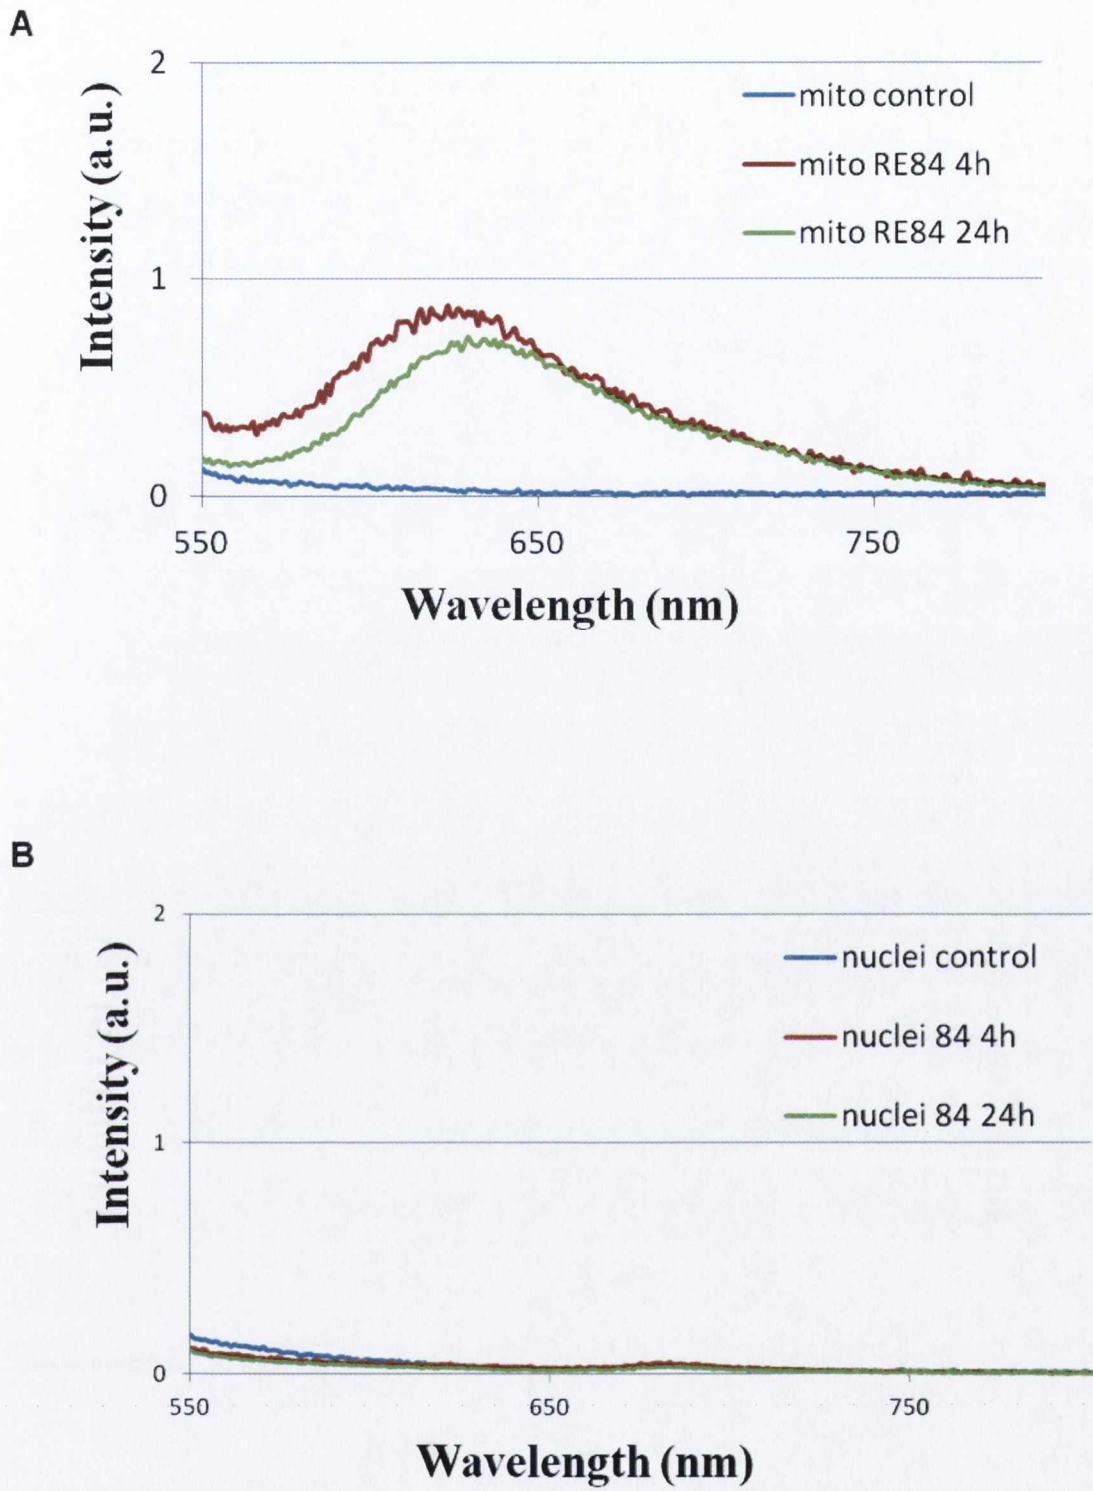 A
2
mito control
mito RE84 4h
mito RE84 24h
Intensity (a.u.)
1
0
550 650 750
Wavelength (nm)
B
2
nuclei control
nuclei 84 4h
nuclei 84 24h
Intensity (a.u.)
1
0
550 650 750
Wavelength (nm)